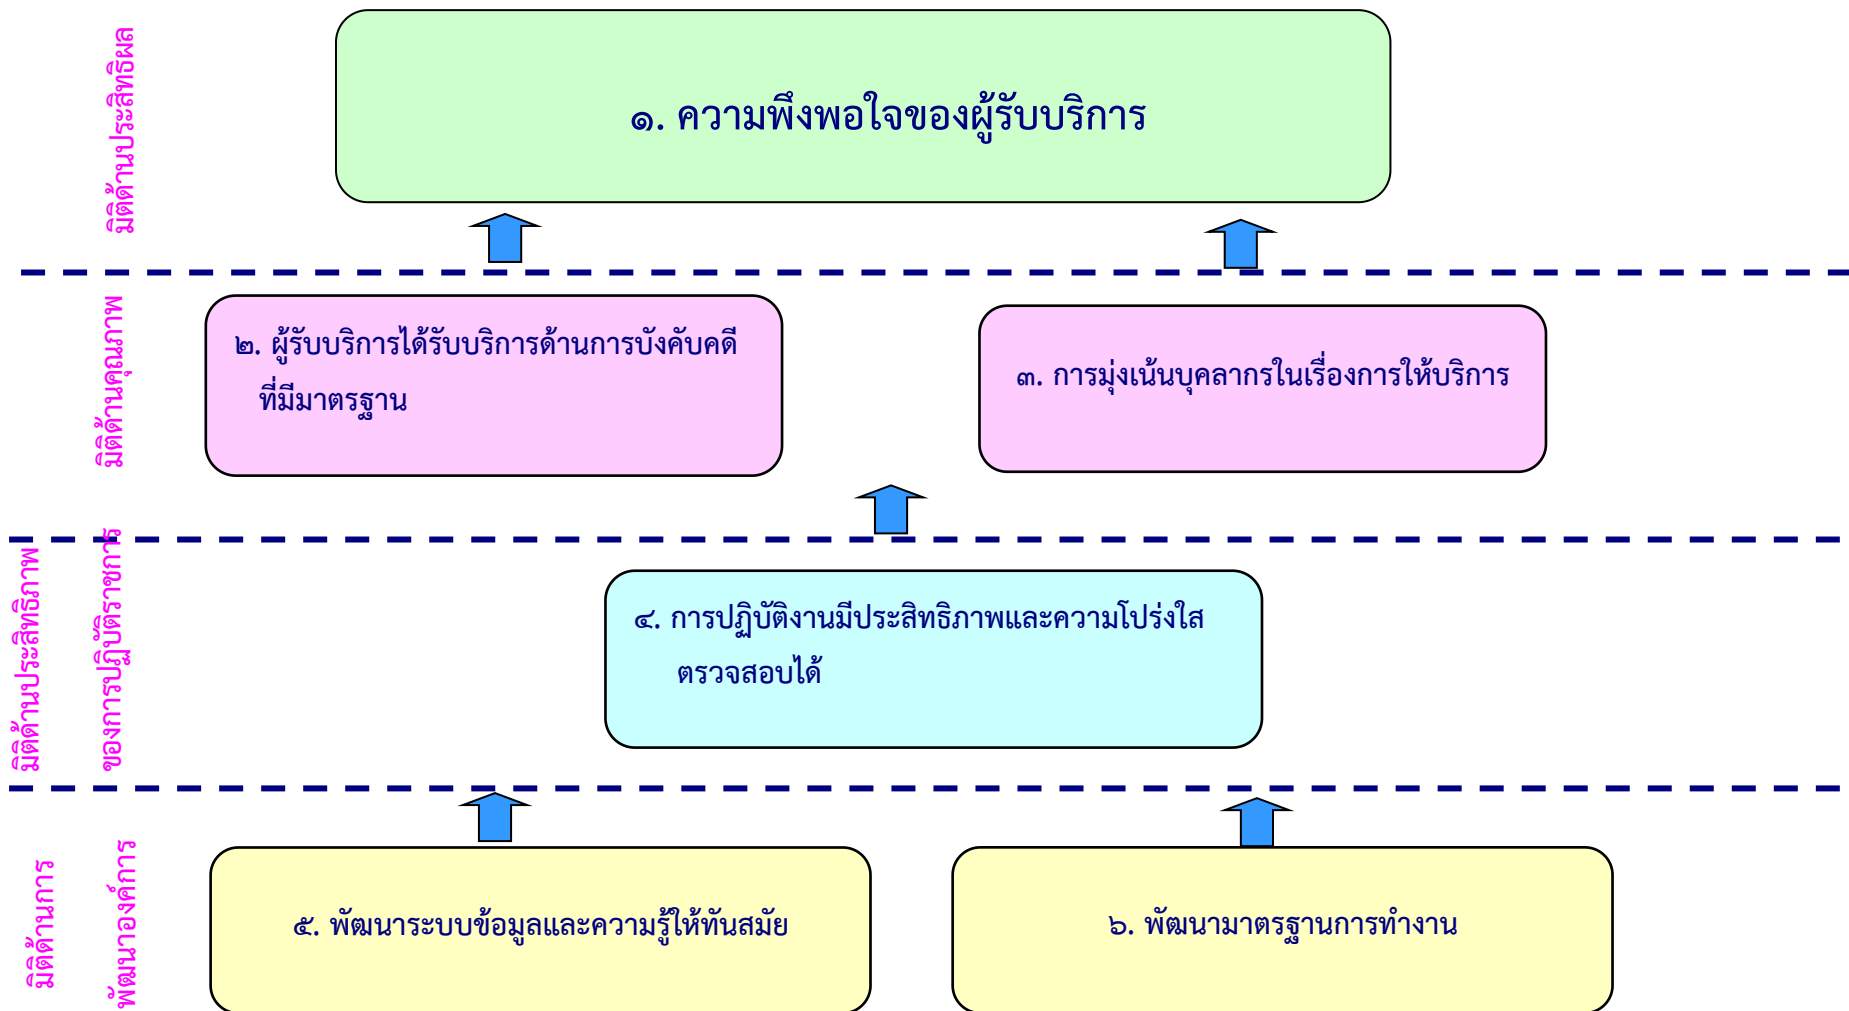 มิติด้านประสิทธิผล
๑. ความพึงพอใจของผู้รับบริการ
มิติด้านคุณภาพ
๒. ผู้รับบริการได้รับบริการด้านการบังคับคดี
ที่มีมาตรฐาน
๓. การมุ่งเน้นบุคลากรในเรื่องการให้บริการ
มิติด้านประสิทธิภาพ
ของการปฏิบัติราชการ
๔. การปฏิบัติงานมีประสิทธิภาพและความโปร่งใส
ตรวจสอบได้
มิติด้านการ
พัฒนาองค์การ
๕. พัฒนาระบบข้อมูลและความรู้ให้ทันสมัย
๖. พัฒนามาตรฐานการทำงาน